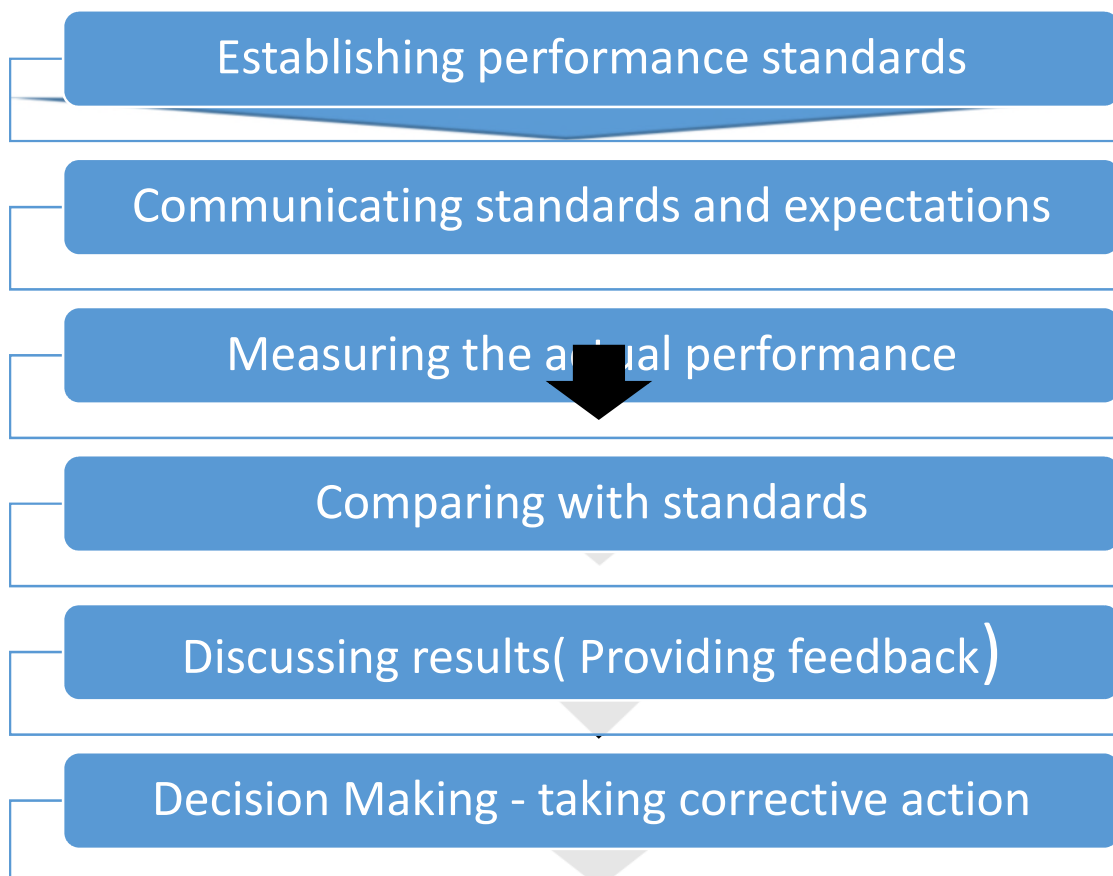 Establishing performance standards
Communicating standards and expectations
Measuring the actual performance
Comparing with standards
Discussing results( Providing feedback)
Decision Making - taking corrective action